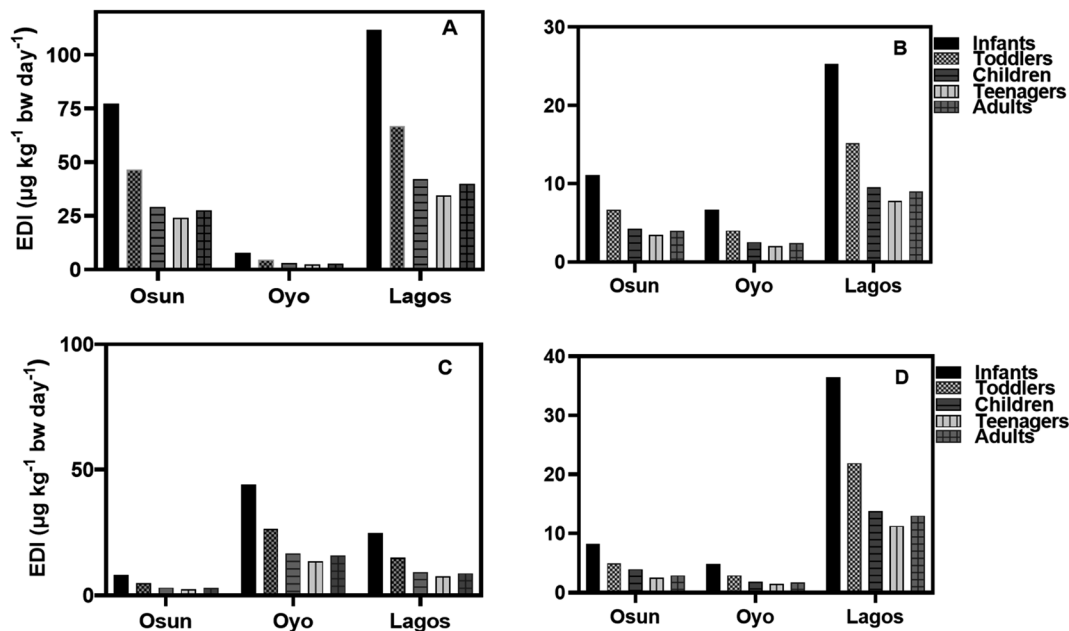 A
EDI (µg kg⁻¹ bw day⁻¹)
100
75
50
25
0
Osun Oyo Lagos
B
30
20
10
0
Osun Oyo Lagos
Infants
Toddlers
Children
Teenagers
Adults
C
EDI (µg kg⁻¹ bw day⁻¹)
100
50
0
Osun Oyo Lagos
D
40
30
20
10
0
Osun Oyo Lagos
Infants
Toddlers
Children
Teenagers
Adults